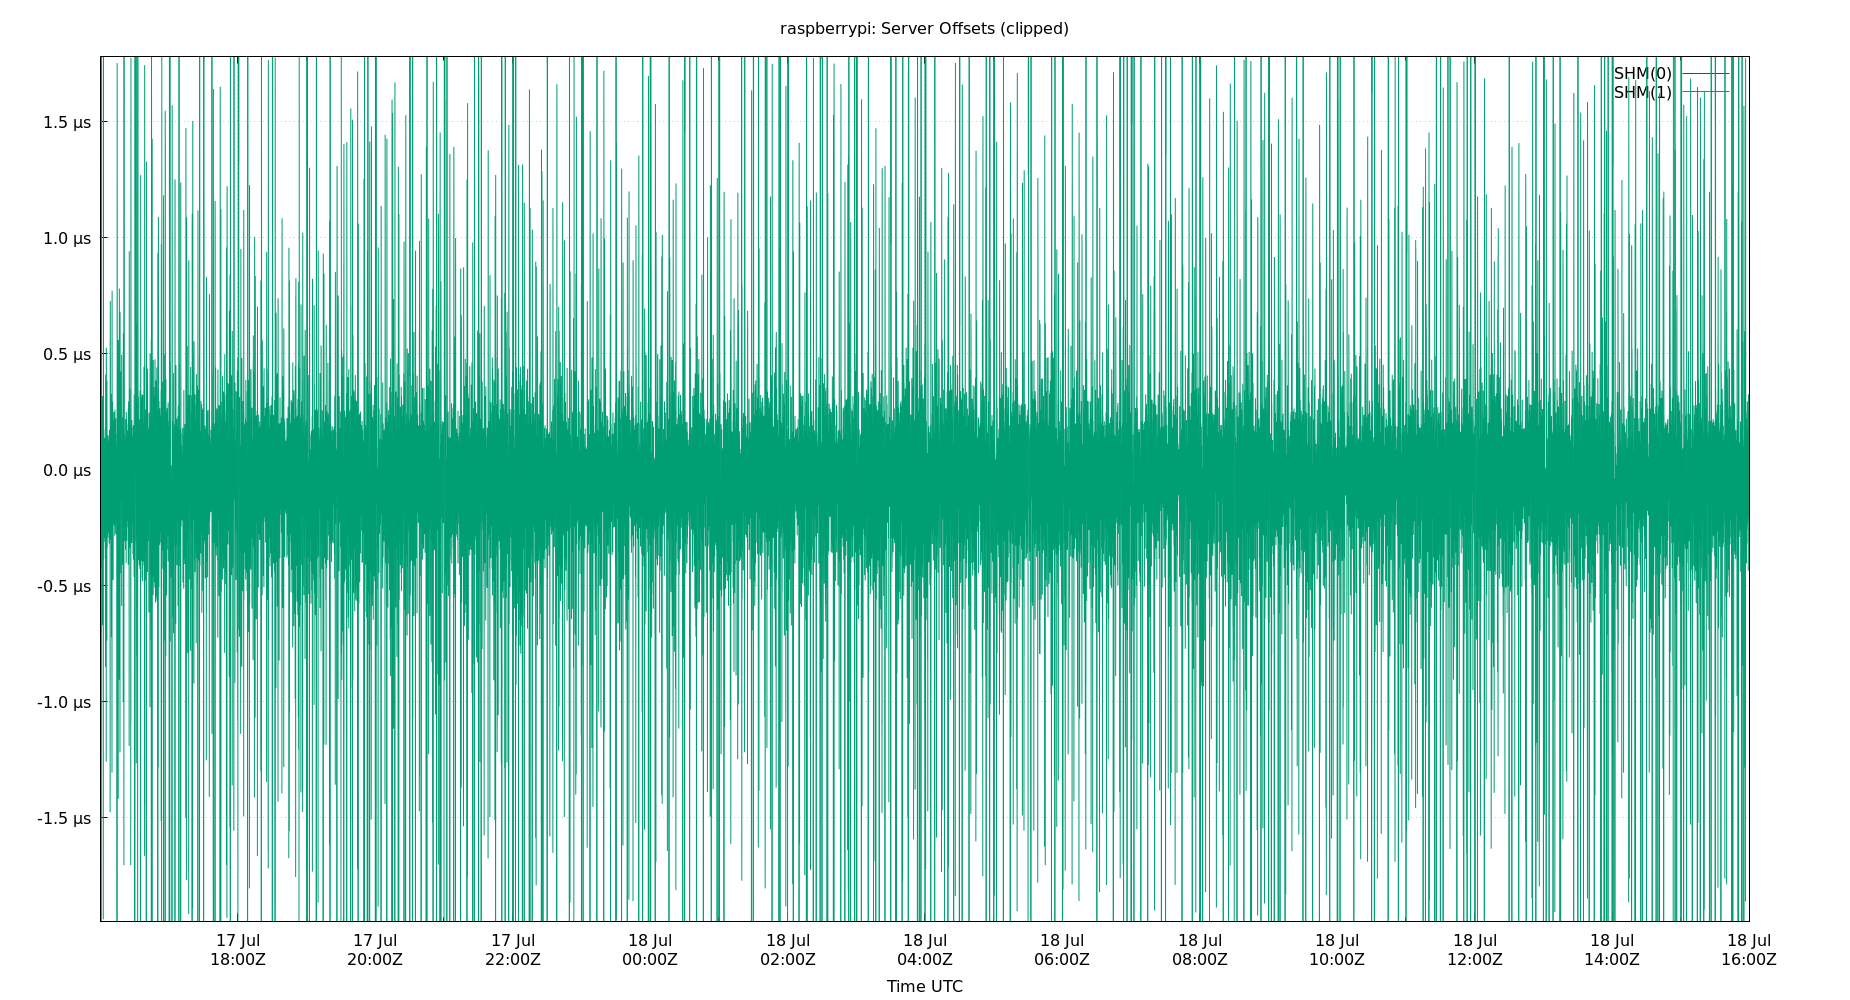 raspberrypi: Server Offsets (clipped)
SHM(0)
SHM(1)
1.5 µs
1.0 µs
0.5 µs
0.0 µs
-0.5 µs
-1.0 µs
-1.5 µs
17 Jul 17 Jul 17 Jul 18 Jul 18 Jul 18 Jul 18 Jul 18 Jul 18 Jul 18 Jul 18 Jul 18 Jul
18:00Z 20:00Z 22:00Z 00:00Z 02:00Z 04:00Z 06:00Z 08:00Z 10:00Z 12:00Z 14:00Z 16:00Z
Time UTC